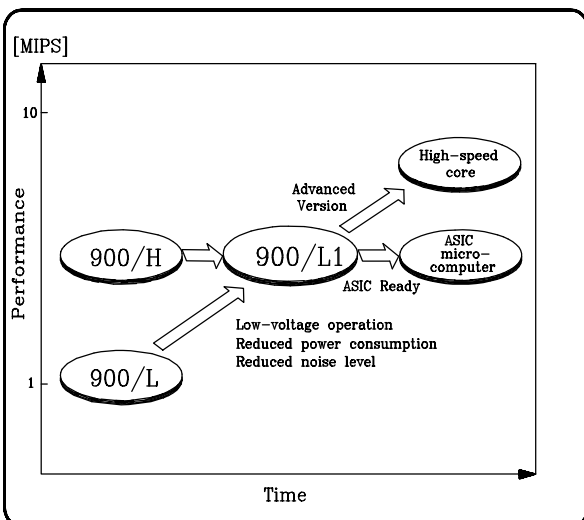 [MIPS]
10
High-speed
core
Advanced
Version
Performance
900/H
900/L1
ASIC
micro-
computer
ASIC Ready
Low-voltage operation
Reduced power consumption
Reduced noise level
900/L
1
Time